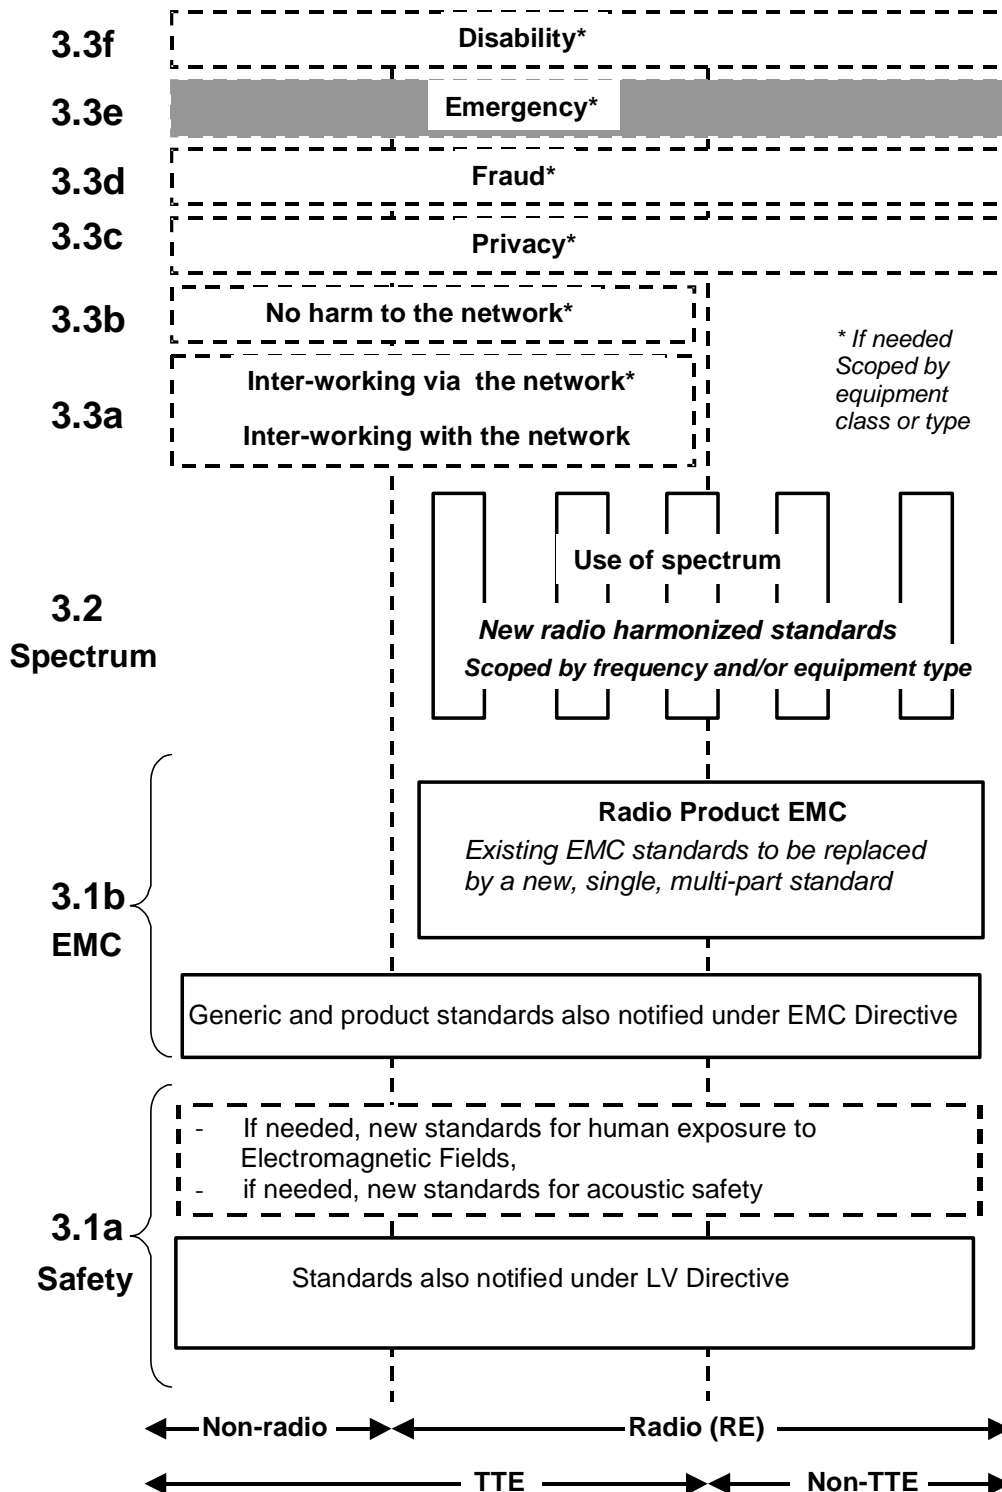 3.3f
Disability*
3.3e
Emergency*
3.3d
Fraud*
3.3c
Privacy*
3.3b
No harm to the network*
* If needed
Scoped by
equipment
class or type
3.3a
Inter-working via the network*
Inter-working with the network
3.2
Spectrum
Use of spectrum
New radio harmonized standards
Scoped by frequency and/or equipment type
3.1b
EMC
Radio Product EMC
Existing EMC standards to be replaced
by a new, single, multi-part standard
Generic and product standards also notified under EMC Directive
3.1a
Safety
- If needed, new standards for human exposure to
Electromagnetic Fields,
- if needed, new standards for acoustic safety
Standards also notified under LV Directive
Non-radio
Radio (RE)
TTE
Non-TTE